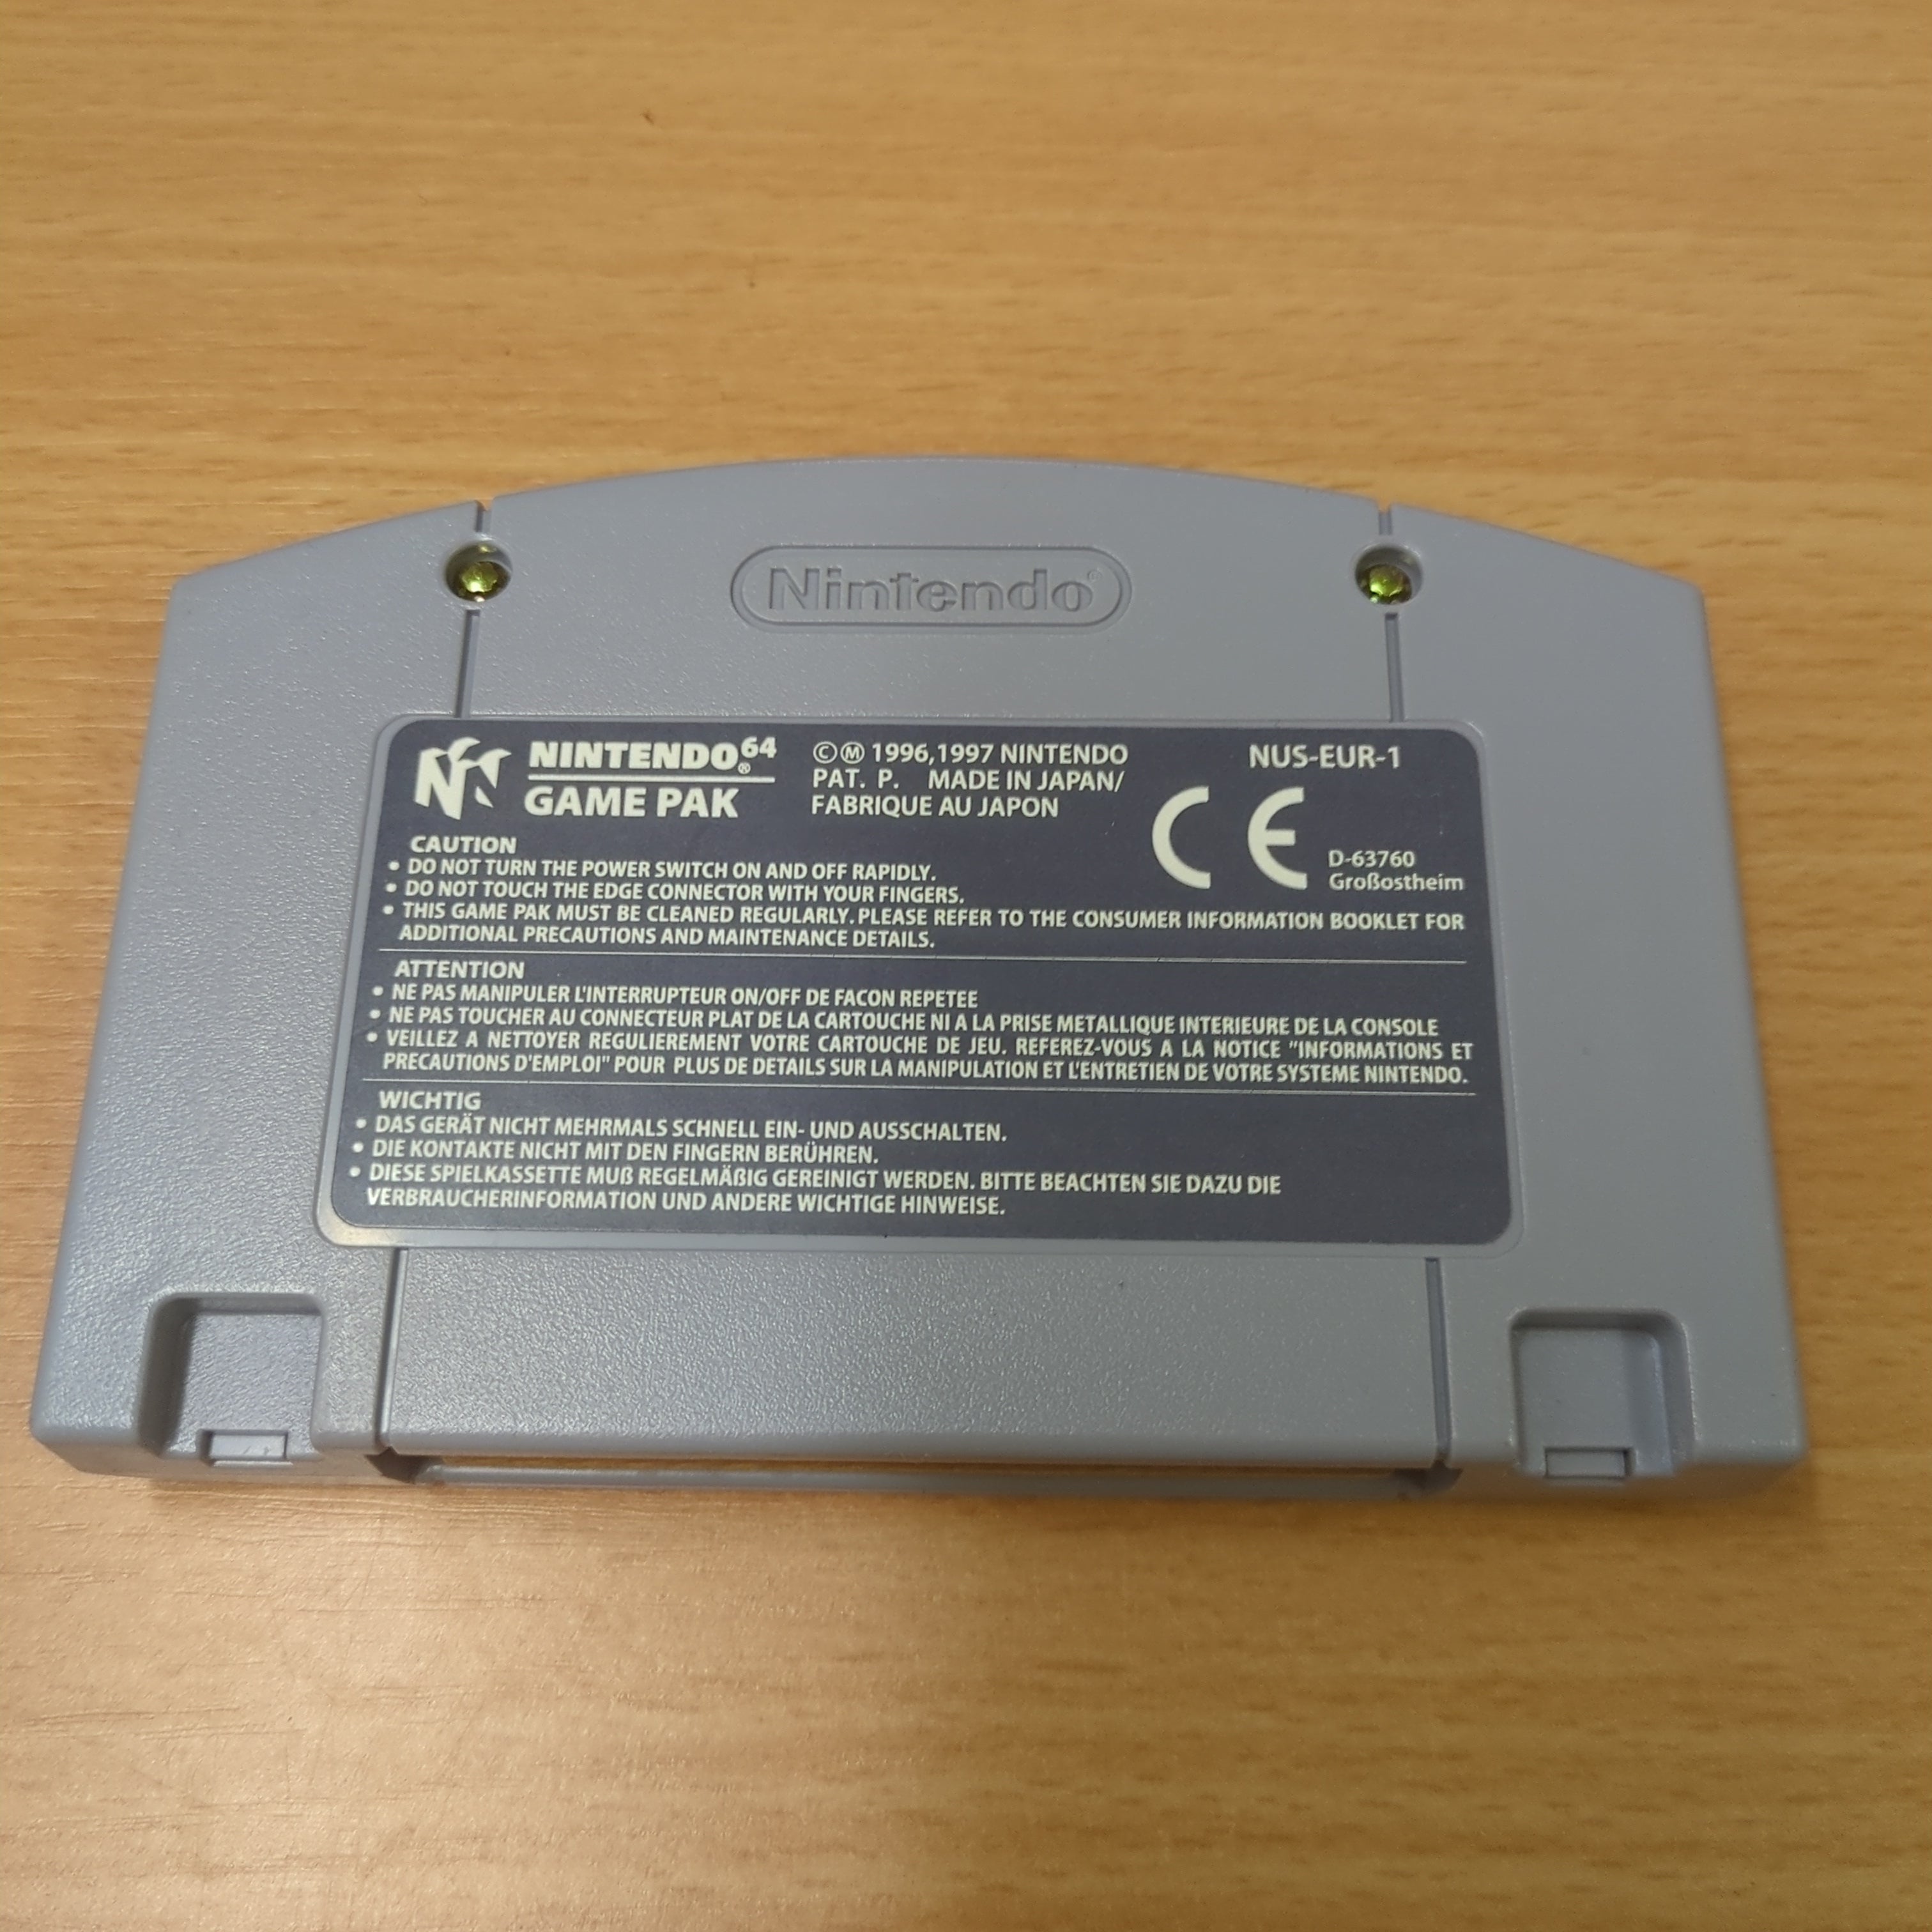 Nintendo®
NINTENDO®64
GAME PAK
©Ⓜ 1996,1997 NINTENDO
PAT. P. MADE IN JAPAN/
FABRIQUE AU JAPON
NUS-EUR-1
CE
D-63760
Großostheim
CAUTION
• DO NOT TURN THE POWER SWITCH ON AND OFF RAPIDLY.
• DO NOT TOUCH THE EDGE CONNECTOR WITH YOUR FINGERS.
• THIS GAME PAK MUST BE CLEANED REGULARLY. PLEASE REFER TO THE CONSUMER INFORMATION BOOKLET FOR
ADDITIONAL PRECAUTIONS AND MAINTENANCE DETAILS.
ATTENTION
• NE PAS MANIPULER L'INTERRUPTEUR ON/OFF DE FACON REPETEE
• NE PAS TOUCHER AU CONNECTEUR PLAT DE LA CARTOUCHE NI A LA PRISE METALLIQUE INTERIEURE DE LA CONSOLE
• VEILLEZ A NETTOYER REGULIEREMENT VOTRE CARTOUCHE DE JEU. REFEREZ-VOUS A LA NOTICE "INFORMATIONS ET
PRECAUTIONS D'EMPLOI" POUR PLUS DE DETAILS SUR LA MANIPULATION ET L'ENTRETIEN DE VOTRE SYSTEME NINTENDO.
WICHTIG
• DAS GERÄT NICHT MEHRMALS SCHNELL EIN- UND AUSSCHALTEN.
• DIE KONTAKTE NICHT MIT DEN FINGERN BERÜHREN.
• DIESE SPIELKASSETTE MUß REGELMÄßIG GEREINIGT WERDEN. BITTE BEACHTEN SIE DAZU DIE
VERBRAUCHERINFORMATION UND ANDERE WICHTIGE HINWEISE.